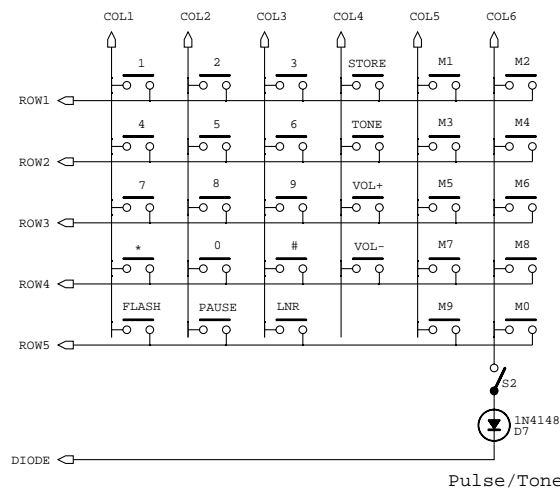 COL1 COL2 COL3 COL4 COL5 COL6
1 2 3 STORE M1 M2
ROW1
4 5 6 TONE M3 M4
ROW2
7 8 9 VOL+ M5 M6
ROW3
* 0 # VOL- M7 M8
ROW4
FLASH PAUSE LNR M9 M0
ROW5
S2
1N4148
D7
DIODE
Pulse/Tone